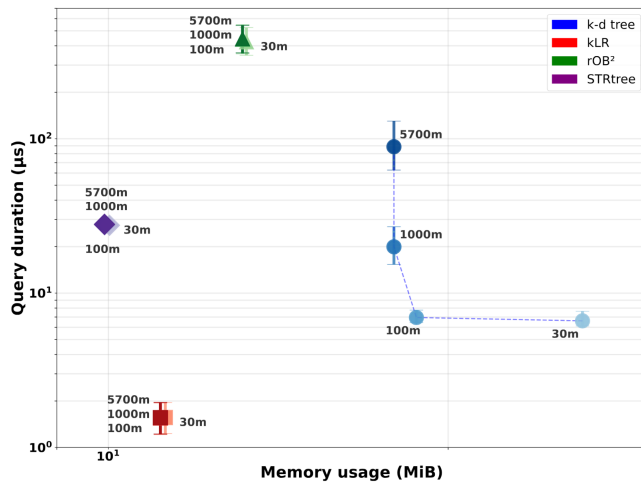 5700m
1000m
100m
30m
k-d tree
kLR
rOB²
STRtree
Query duration (µs)
10²
5700m
5700m
1000m
30m
100m
1000m
10¹
100m
30m
5700m
1000m
100m
30m
10⁰
10¹
Memory usage (MiB)